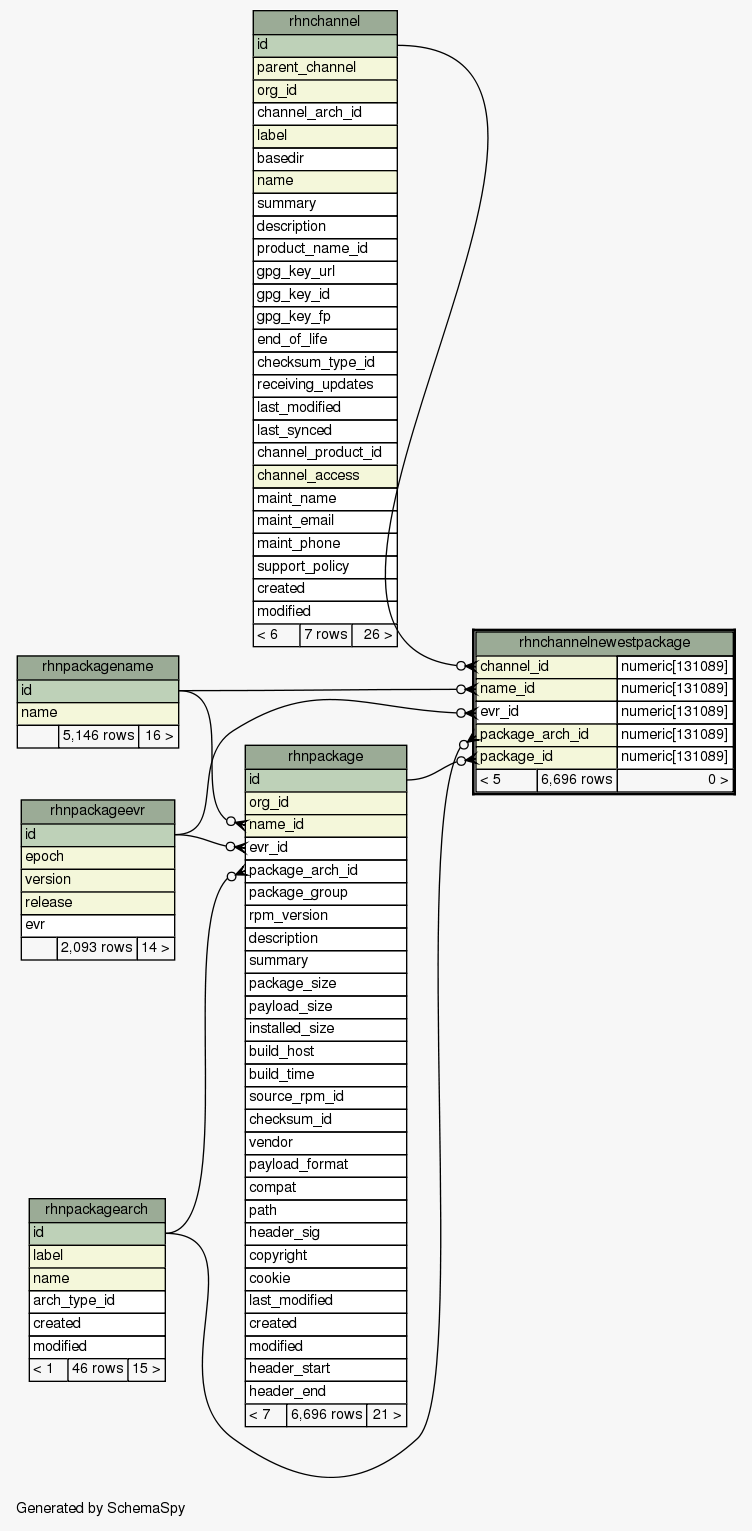 rhnchannel
id
parent_channel
org_id
channel_arch_id
label
basedir
name
summary
description
product_name_id
gpg_key_url
gpg_key_id
gpg_key_fp
end_of_life
checksum_type_id
receiving_updates
last_modified
last_synced
channel_product_id
channel_access
maint_name
maint_email
maint_phone
support_policy
created
modified
< 6 7 rows 26 >
rhnchannelnewestpackage
channel_id numeric[131089]
name_id numeric[131089]
evr_id numeric[131089]
package_arch_id numeric[131089]
package_id numeric[131089]
< 5 6,696 rows 0 >
rhnpackagename
id
name
5,146 rows 16 >
rhnpackageevr
id
epoch
version
release
evr
2,093 rows 14 >
rhnpackage
id
org_id
name_id
evr_id
package_arch_id
package_group
rpm_version
description
summary
package_size
payload_size
installed_size
build_host
build_time
source_rpm_id
checksum_id
vendor
payload_format
compat
path
header_sig
copyright
cookie
last_modified
created
modified
header_start
header_end
< 7 6,696 rows 21 >
rhnpackagearch
id
label
name
arch_type_id
created
modified
< 1 46 rows 15 >
Generated by SchemaSpy